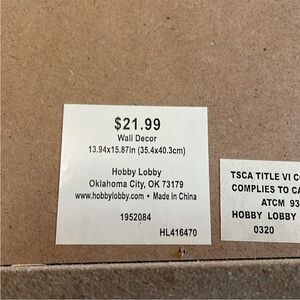 $21.99
Wall Decor
13.94x15.87in (35.4x40.3cm)
Hobby Lobby
Oklahoma City, OK 73179
www.hobbylobby.com • Made in China
1952084
HL416470
TSCA TITLE VI C
COMPLIES TO CA
ATCM 93
HOBBY LOBBY
0320